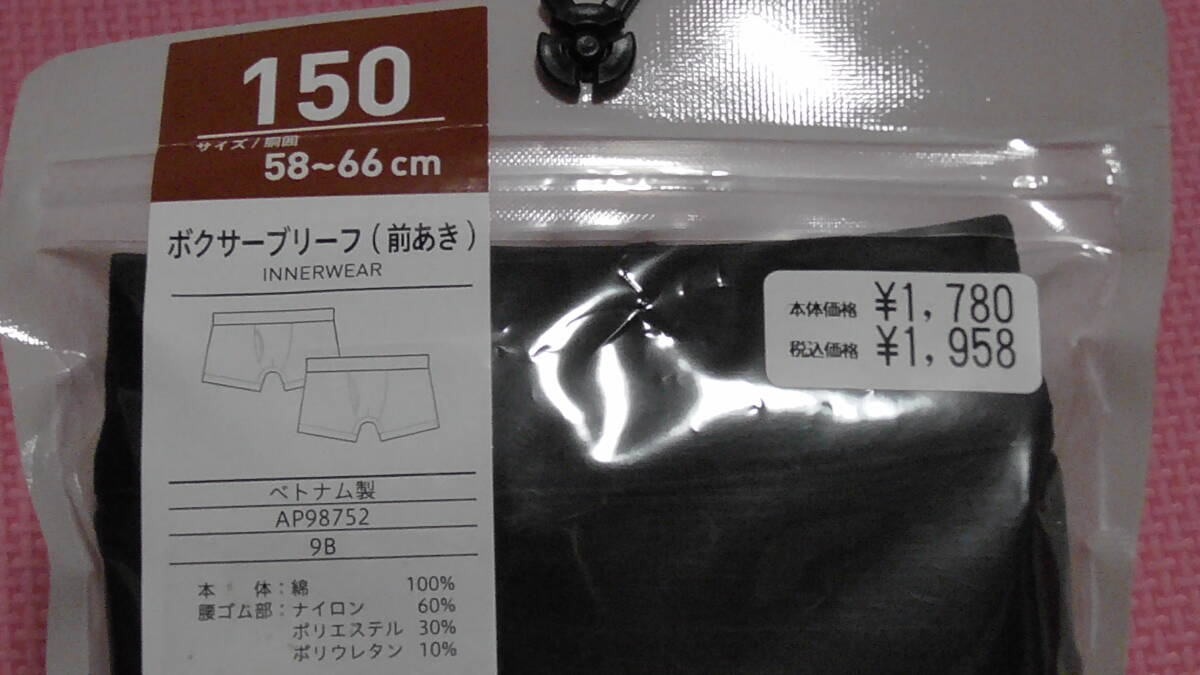 150
サイズ/胴囲
58~66cm
ボクサーブリーフ(前あき)
INNERWEAR
ベトナム製
AP98752
9B
本　体:綿 100%
腰ゴム部:ナイロン 60%
ポリエステル 30%
ポリウレタン 10%
本体価格 ¥1,780
税込価格 ¥1,958